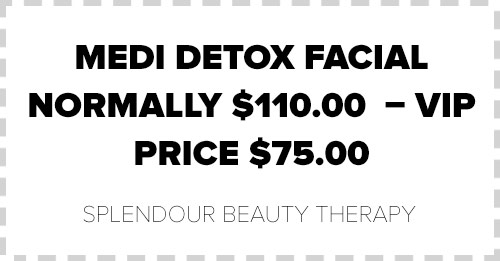 MEDI DETOX FACIAL
NORMALLY $110.00 – VIP
PRICE $75.00
SPLENDOUR BEAUTY THERAPY